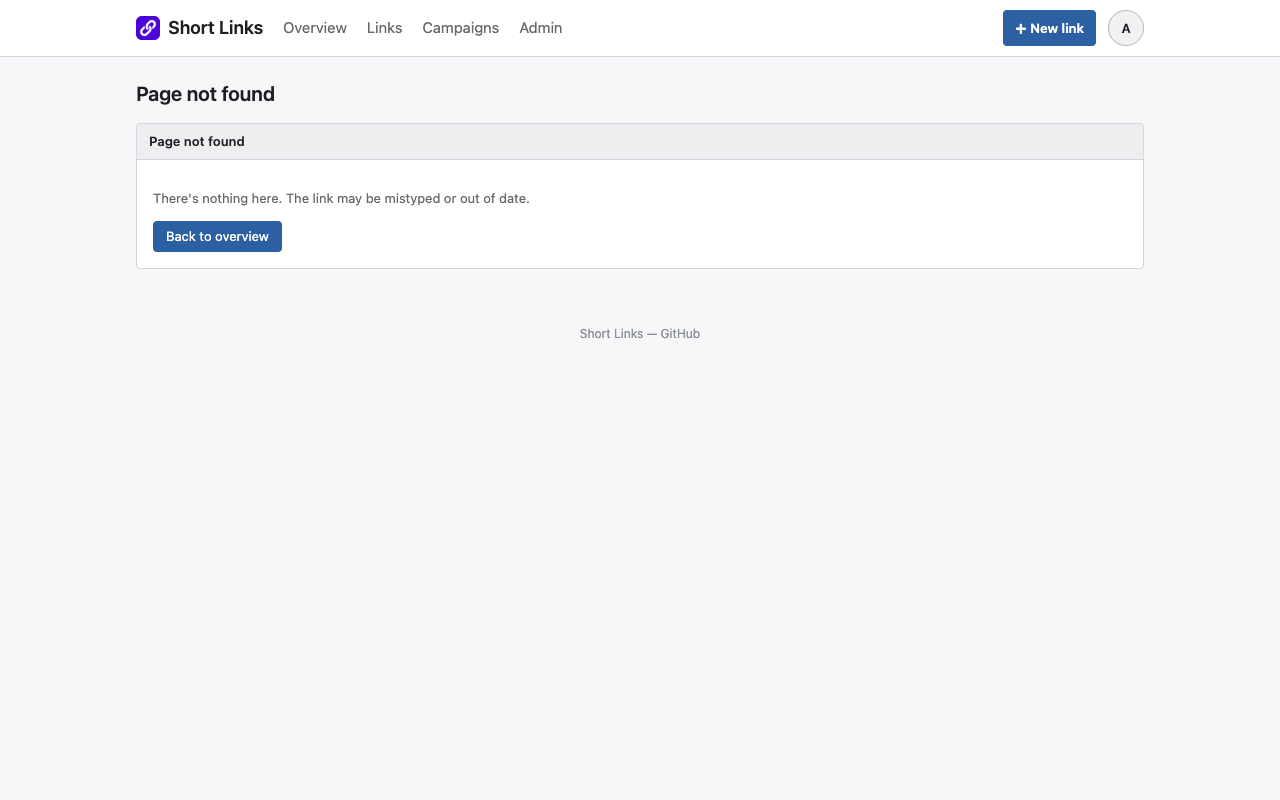 Short Links Overview Links Campaigns Admin + New link A
Page not found
Page not found
There's nothing here. The link may be mistyped or out of date.
Back to overview
Short Links — GitHub